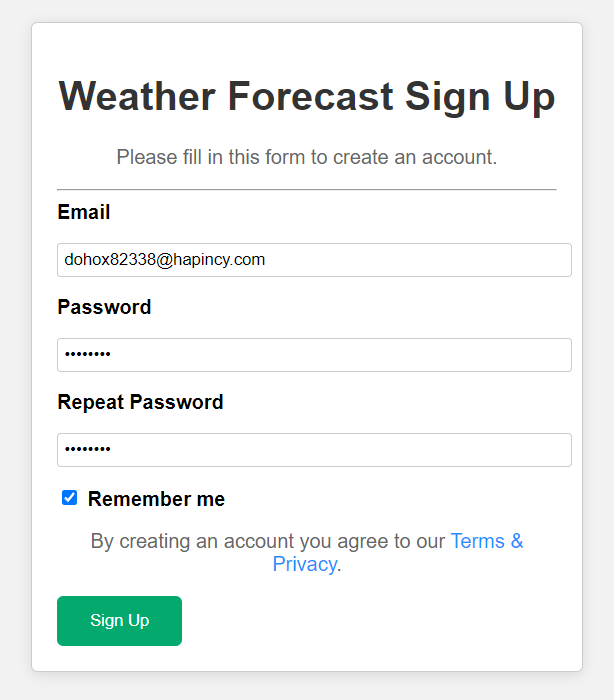 Weather Forecast Sign Up
Please fill in this form to create an account.
Email
dohox82338@hapincy.com
Password
••••••••
Repeat Password
••••••••
Remember me
By creating an account you agree to our Terms &
Privacy.
Sign Up